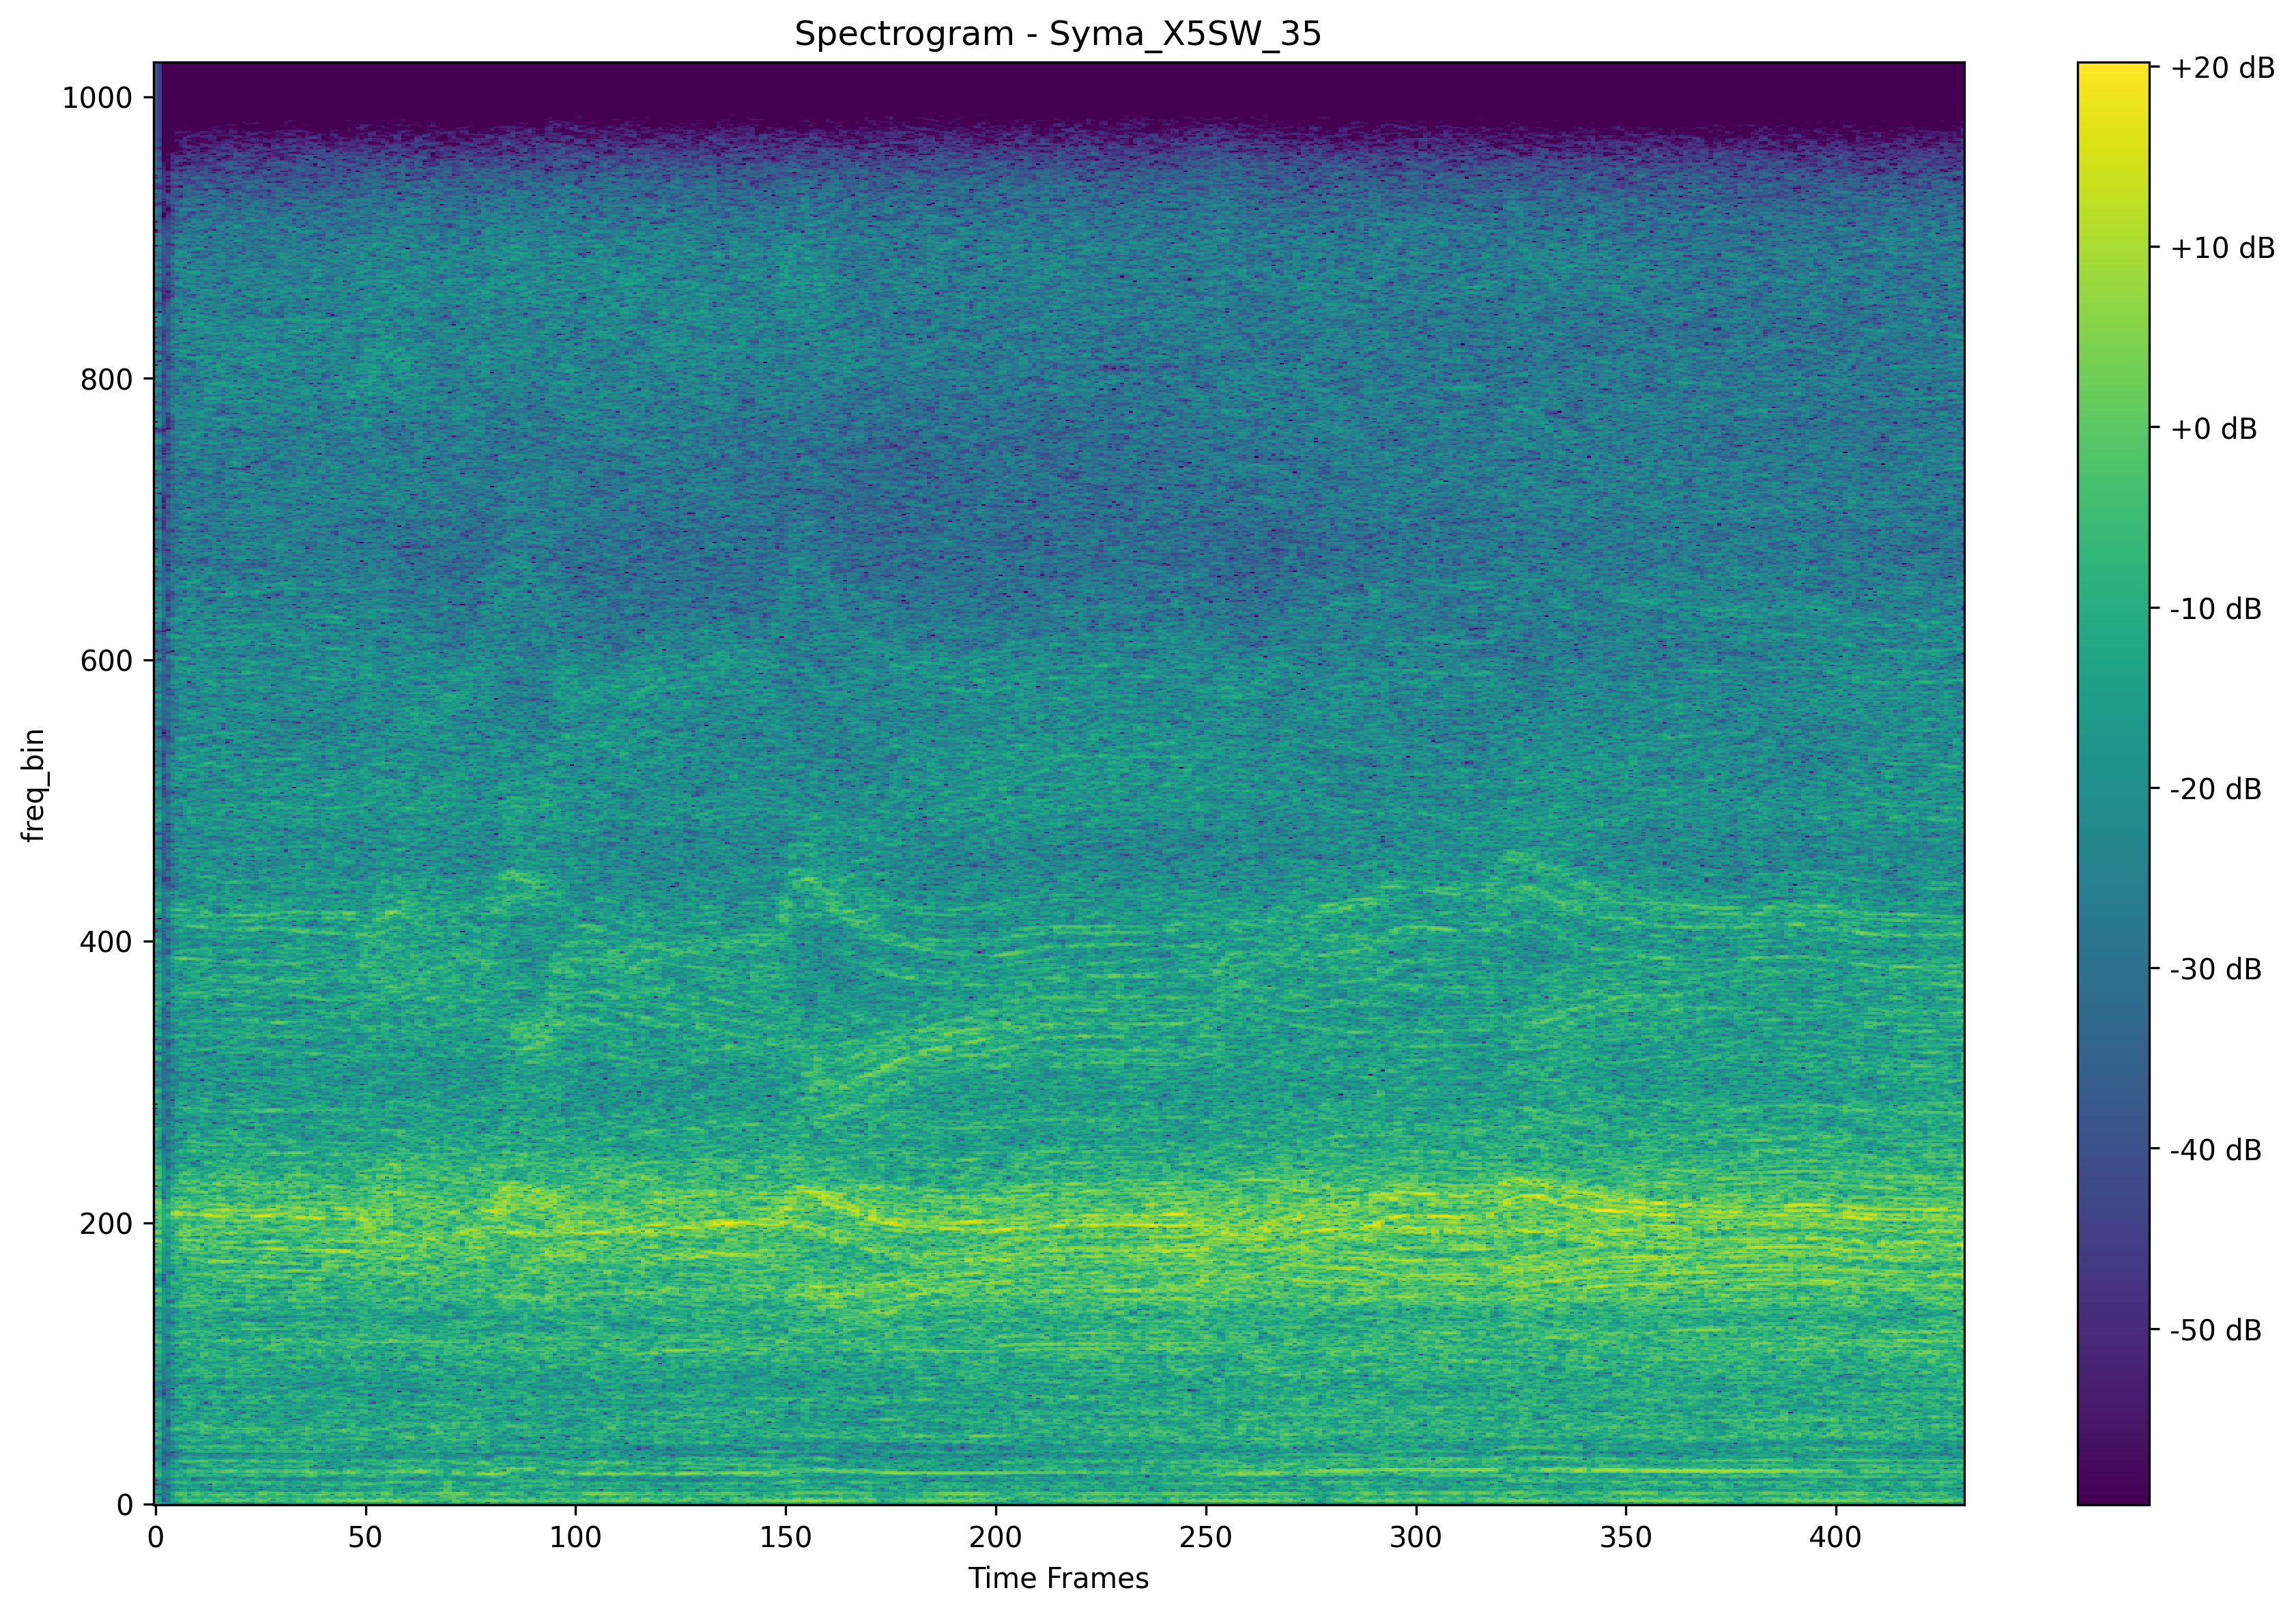 Spectrogram - Syma_X5SW_35
1000
800
600
400
200
0
freq_bin
0 50 100 150 200 250 300 350 400
Time Frames
+20 dB
+10 dB
+0 dB
-10 dB
-20 dB
-30 dB
-40 dB
-50 dB